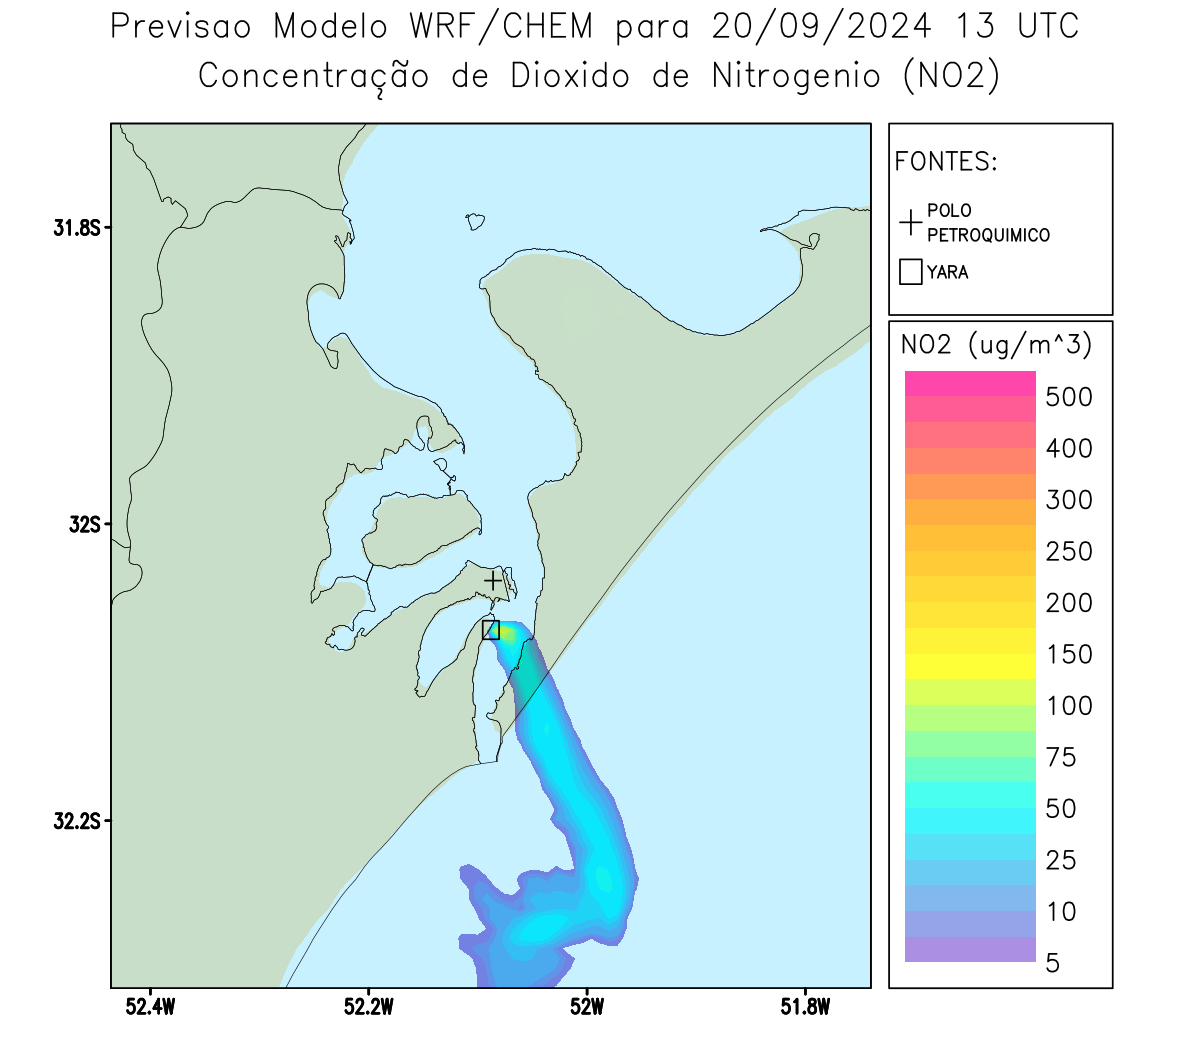 Previsao Modelo WRF/CHEM para 20/09/2024 13 UTC
Concentração de Dioxido de Nitrogenio (NO2)
FONTES:
POLO
PETROQUIMICO
YARA
NO2 (ug/m^3)
500
400
300
250
200
150
100
75
50
25
10
5
31.8S
32S
32.2S
52.4W
52.2W
52W
51.8W